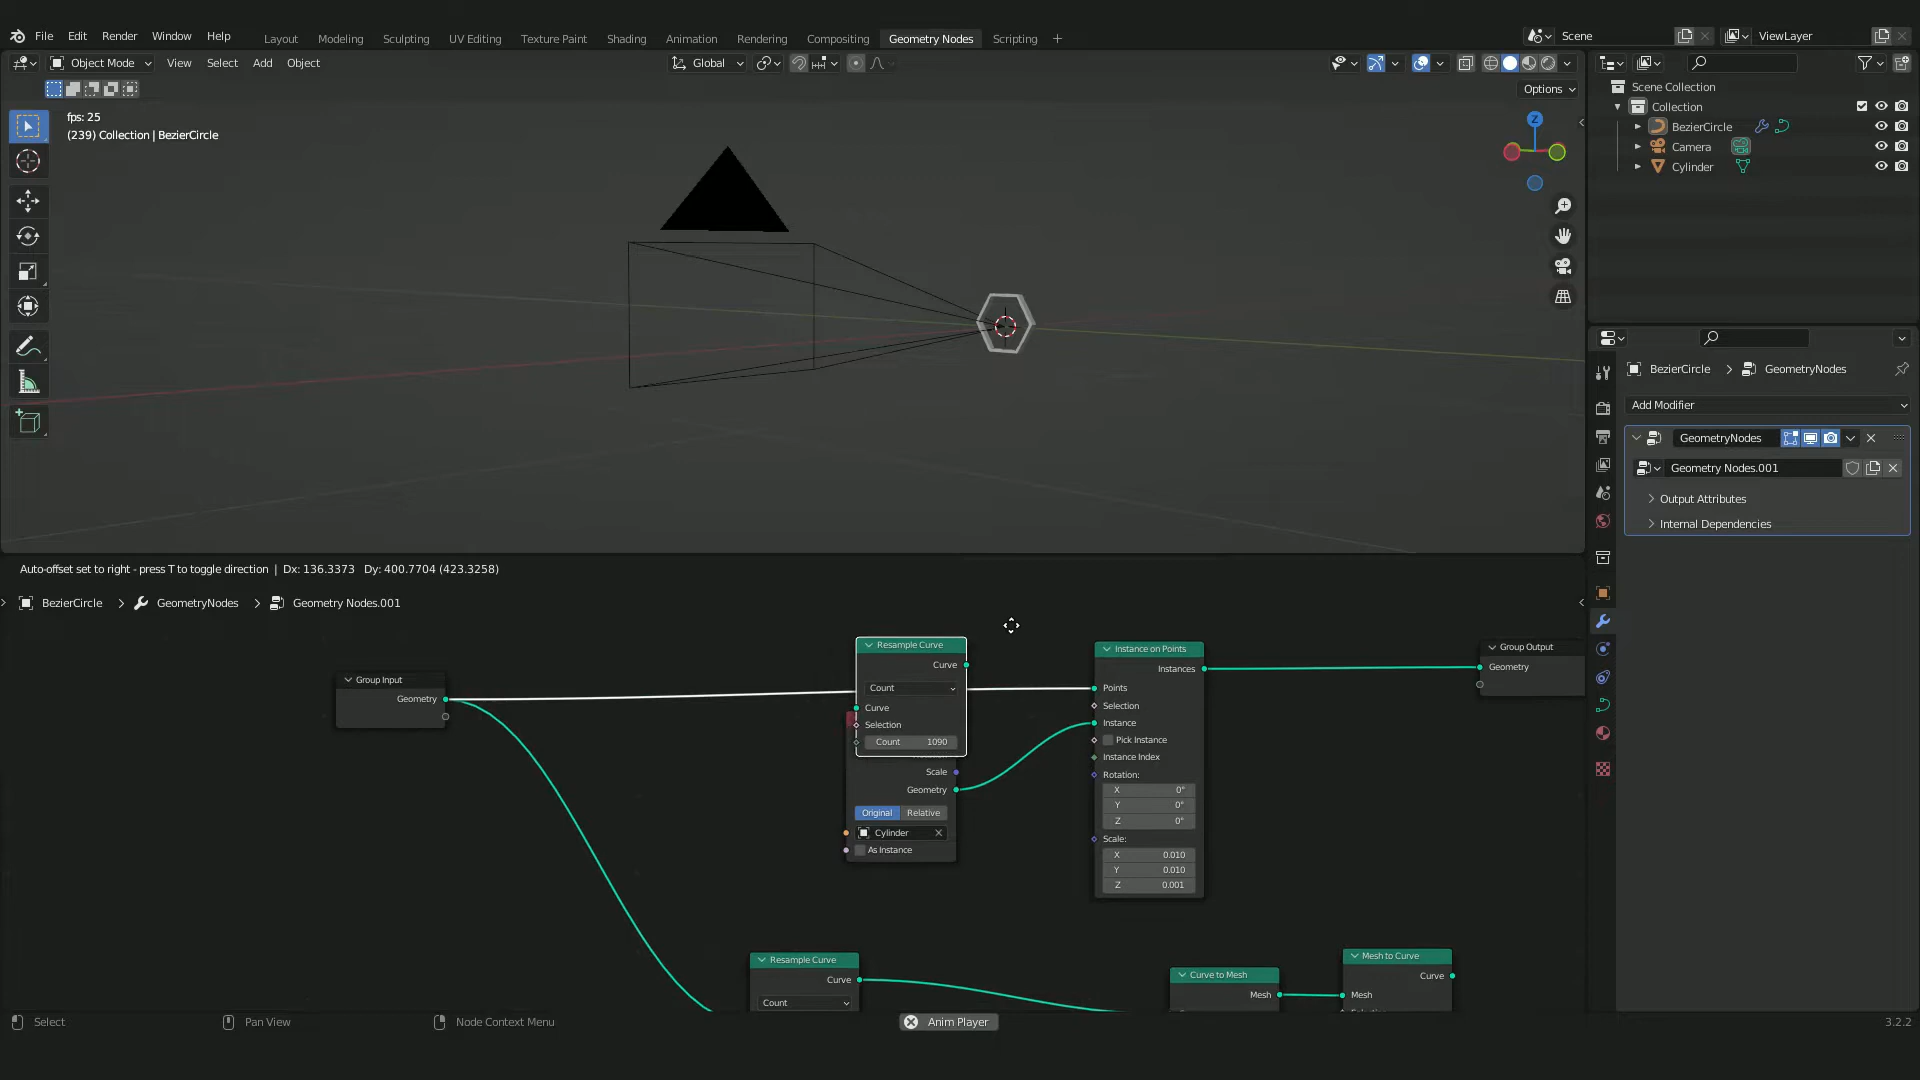 File Edit Render Window Help Layout Modeling Sculpting UV Editing Texture Paint Shading Animation Rendering Compositing Geometry Nodes Scripting + Scene ViewLayer
Object Mode View Select Add Object Global
Options
fps: 25
(239) Collection | BezierCircle
Z
Scene Collection
Collection
BezierCircle
Camera
Cylinder
BezierCircle > GeometryNodes
Add Modifier
GeometryNodes
Geometry Nodes.001
Output Attributes
Internal Dependencies
Auto-offset set to right - press T to toggle direction | Dx: 136.3373 Dy: 400.7704 (423.3258)
BezierCircle > GeometryNodes > Geometry Nodes.001
Group Input
Geometry
Resample Curve
Curve
Count
Curve
Selection
Count 1090
Scale
Geometry
Original Relative
Cylinder
As Instance
Instance on Points
Instances
Points
Selection
Instance
Pick Instance
Instance Index
Rotation:
X 0°
Y 0°
Z 0°
Scale:
X 0.010
Y 0.010
Z 0.001
Group Output
Geometry
Resample Curve
Curve
Count
Curve to Mesh
Mesh
Mesh to Curve
Curve
Mesh
Select Pan View Node Context Menu Anim Player 3.2.2